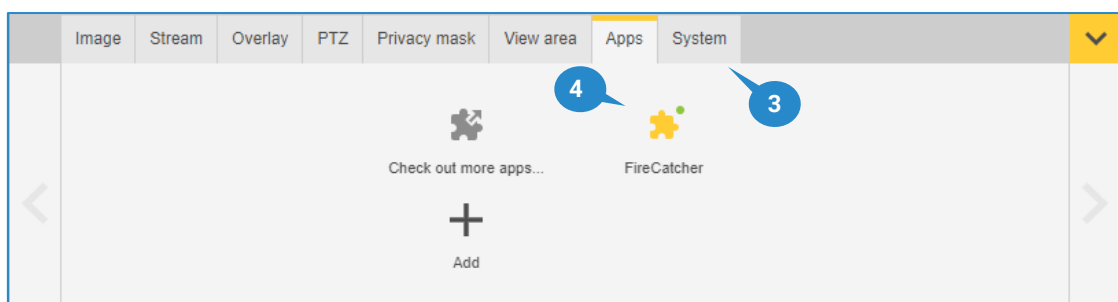 Image Stream Overlay PTZ Privacy mask View area Apps System
4
3
Check out more apps... FireCatcher
Add